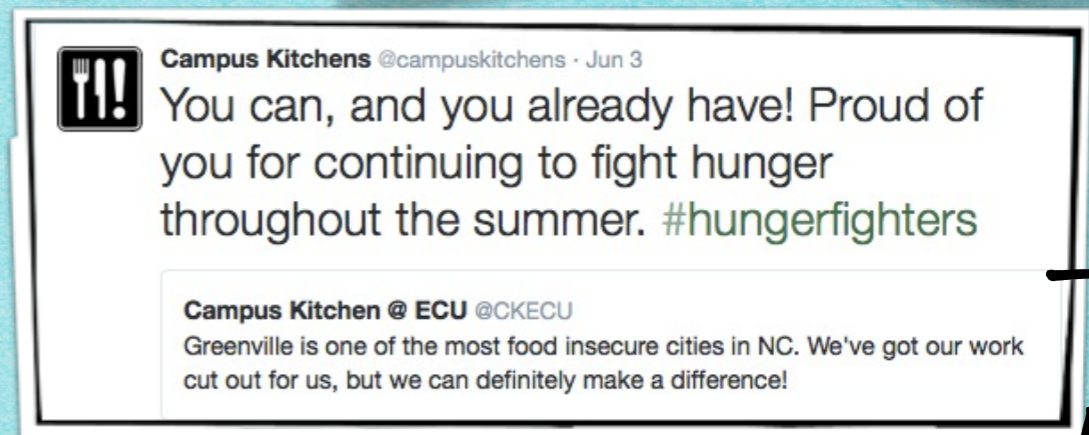 Campus Kitchens @campuskitchens · Jun 3
You can, and you already have! Proud of
you for continuing to fight hunger
throughout the summer. #hungerfighters
Campus Kitchen @ ECU @CKECU
Greenville is one of the most food insecure cities in NC. We've got our work
cut out for us, but we can definitely make a difference!